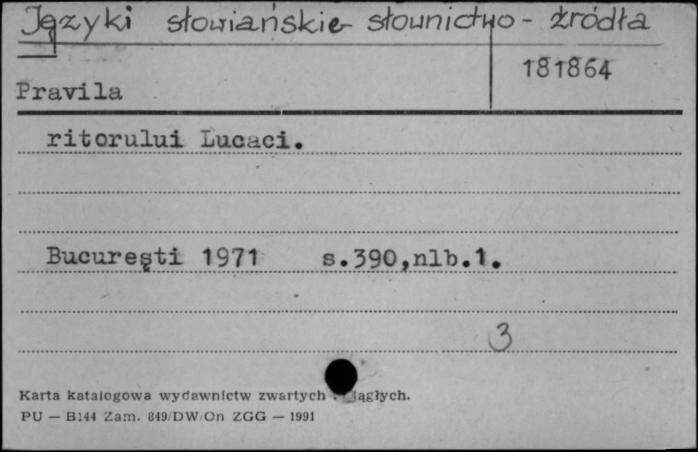 Języki słowiańskie słownictwo - źródła
181864
Pravila
ritorului Lucaci.
București 1971 s.390,nlb.1.
3
Karta katalogowa wydawnictw zwartych ciągłych.
PU — B144 Zam. 849/DW/On ZGG — 1991